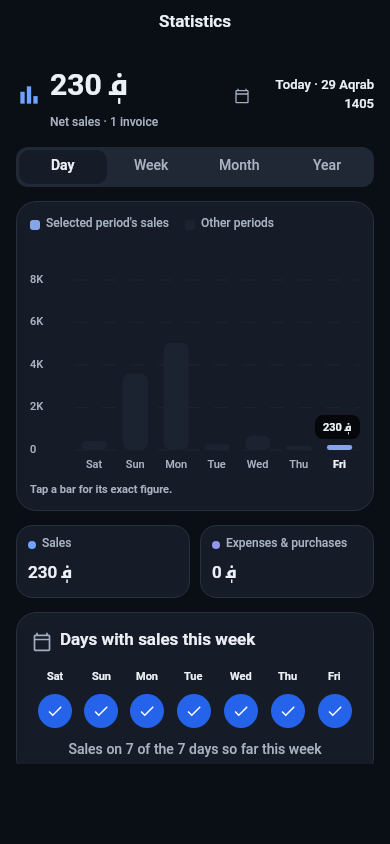 Statistics
230 ؋
Net sales · 1 invoice
Today · 29 Aqrab
1405
Day
Week
Month
Year
Selected period's sales
Other periods
8K
6K
4K
2K
0
230 ؋
Sat
Sun
Mon
Tue
Wed
Thu
Fri
Tap a bar for its exact figure.
Sales
230 ؋
Expenses & purchases
0 ؋
Days with sales this week
Sat
Sun
Mon
Tue
Wed
Thu
Fri
Sales on 7 of the 7 days so far this week